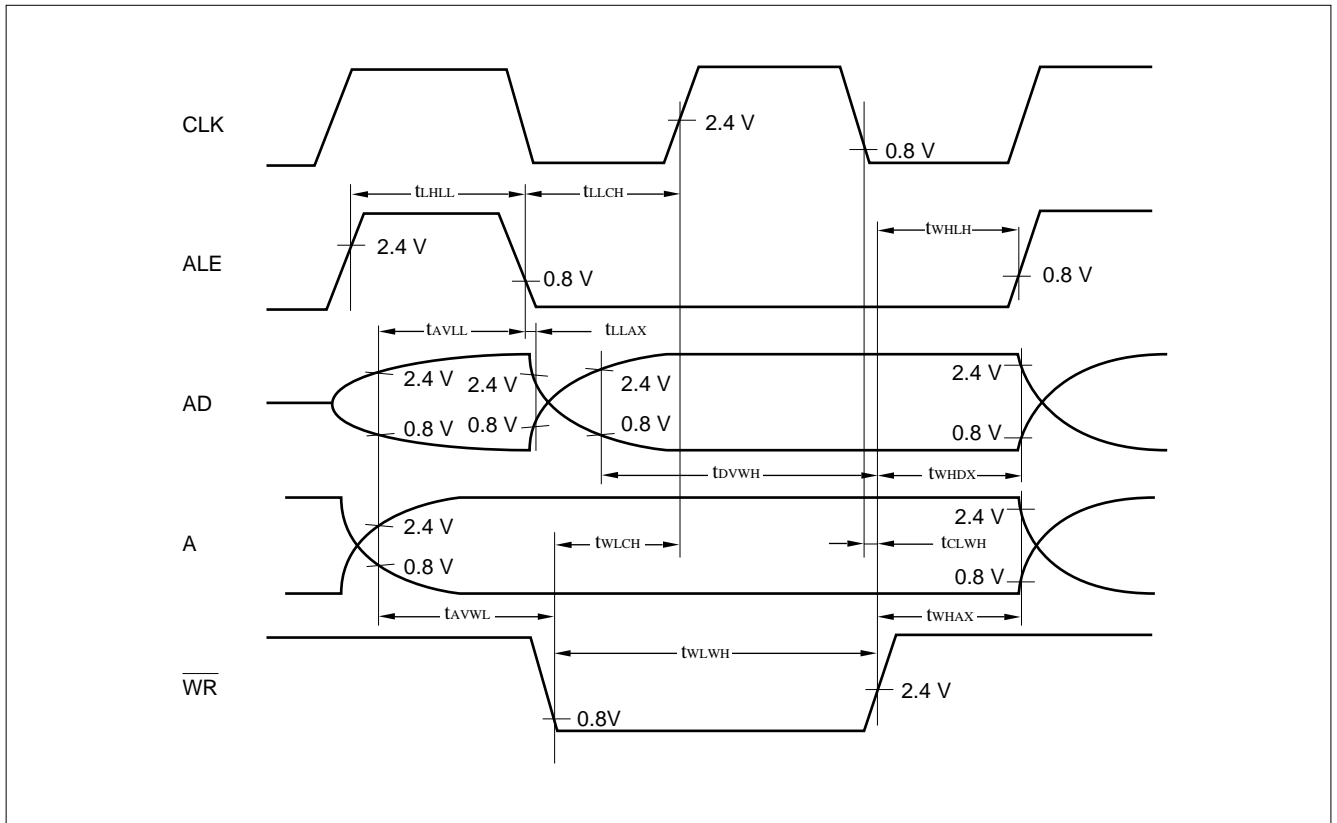 CLK
2.4 V
0.8 V
tLHLL
tLLCH
tWHLH
ALE
2.4 V
0.8 V
0.8 V
tAVLL
tLLAX
AD
2.4 V
2.4 V
2.4 V
2.4 V
0.8 V
0.8 V
0.8 V
0.8 V
tDVWH
tWHDX
A
2.4 V
2.4 V
tWLCH
tCLWH
0.8 V
0.8 V
tAVWL
tWHAX
tWLWH
WR
2.4 V
0.8V